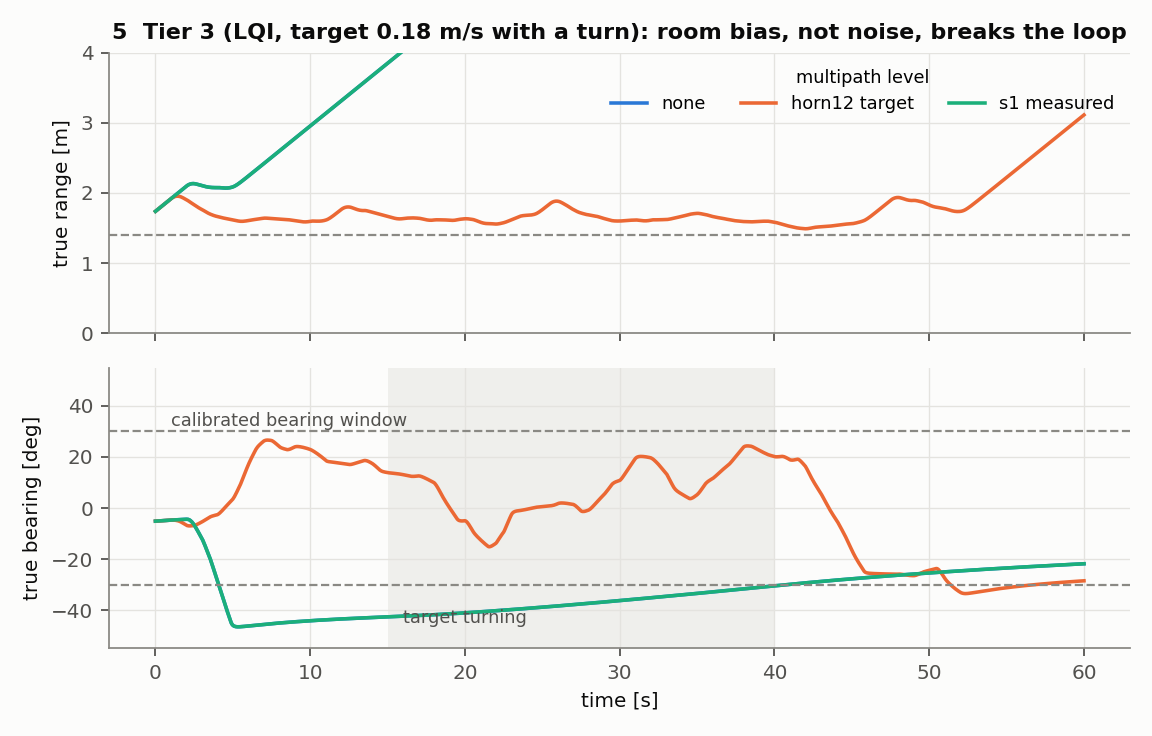 5  Tier 3 (LQI, target 0.18 m/s with a turn): room bias, not noise, breaks the loop
multipath level
none
horn12 target
s1 measured
true range [m]
4
3
2
1
0
calibrated bearing window
target turning
true bearing [deg]
40
20
0
−20
−40
0
10
20
30
40
50
60
time [s]